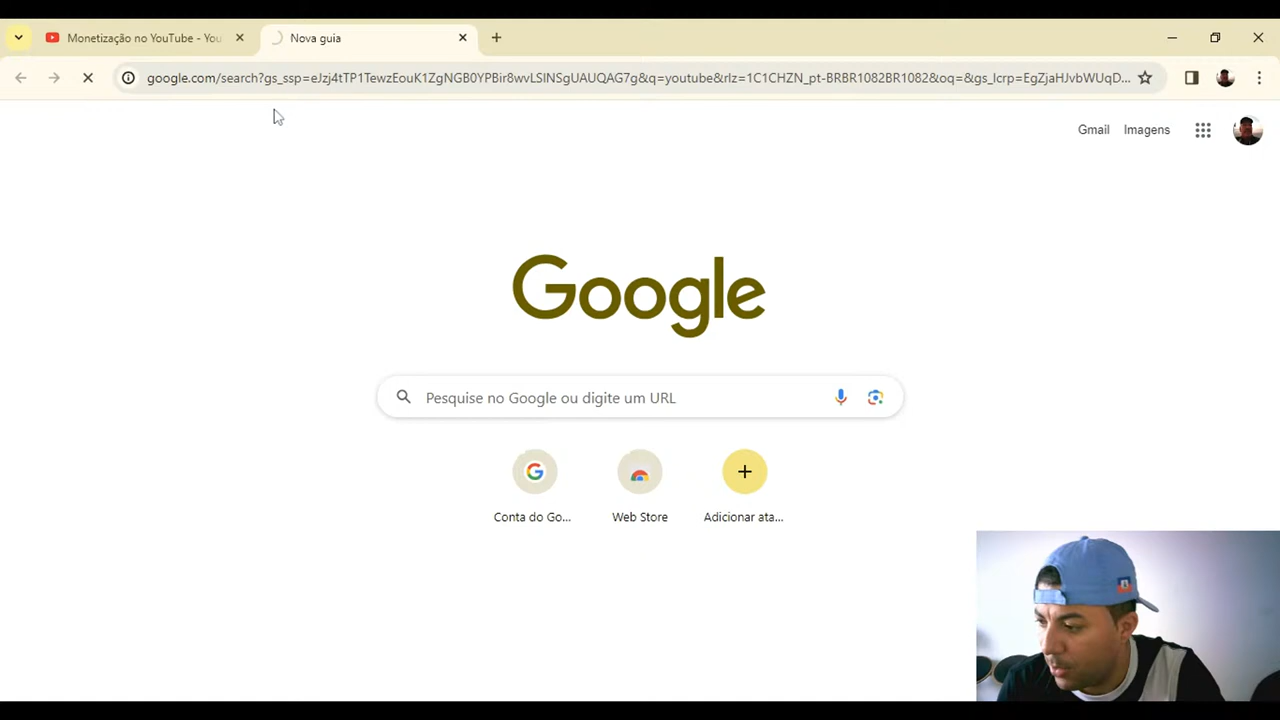 Monetização no YouTube - You
Nova guia
google.com/search?gs_ssp=eJzj4tTP1TewzEouK1ZgNGB0YPBir8wvLSlNSgUAUQAG7g&q=youtube&rlz=1C1CHZN_pt-BRBR1082BR1082&oq=&gs_lcrp=EgZjaHJvbWUqD...
Gmail
Imagens
Google
Pesquise no Google ou digite um URL
Conta do Go...
Web Store
Adicionar ata...